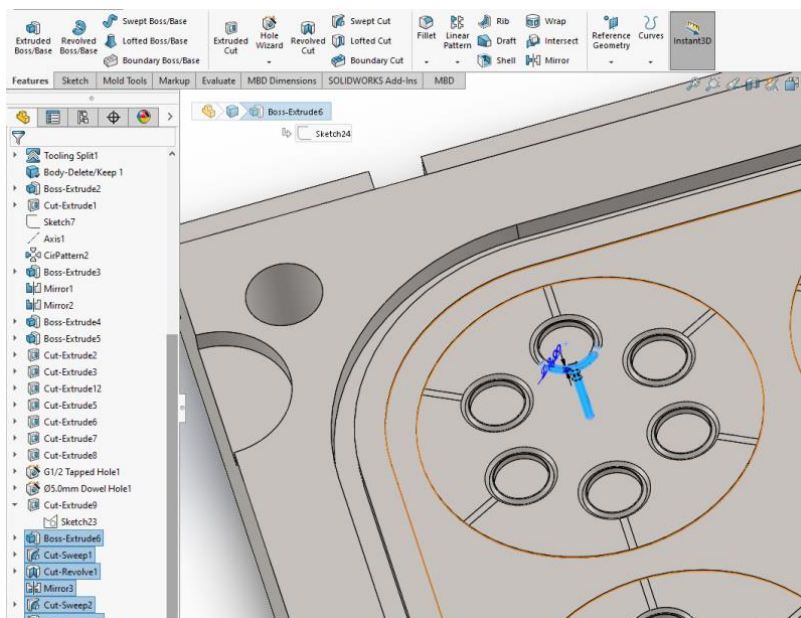 Extruded Boss/Base
Revolved Boss/Base
Swept Boss/Base
Lofted Boss/Base
Boundary Boss/Base
Extruded Cut
Hole Wizard
Revolved Cut
Swept Cut
Lofted Cut
Boundary Cut
Fillet
Linear Pattern
Rib
Draft
Shell
Wrap
Intersect
Mirror
Reference Geometry
Curves
Instant3D
Features Sketch Mold Tools Markup Evaluate MBD Dimensions SOLIDWORKS Add-Ins MBD
Boss-Extrude6
Sketch24
Tooling Split1
Body-Delete/Keep 1
Boss-Extrude2
Cut-Extrude1
Sketch7
Axis1
CirPattern2
Boss-Extrude3
Mirror1
Mirror2
Boss-Extrude4
Boss-Extrude5
Cut-Extrude2
Cut-Extrude3
Cut-Extrude12
Cut-Extrude5
Cut-Extrude6
Cut-Extrude7
Cut-Extrude8
G1/2 Tapped Hole1
Ø5.0mm Dowel Hole1
Cut-Extrude9
Sketch23
Boss-Extrude6
Cut-Sweep1
Cut-Revolve1
Mirror3
Cut-Sweep2